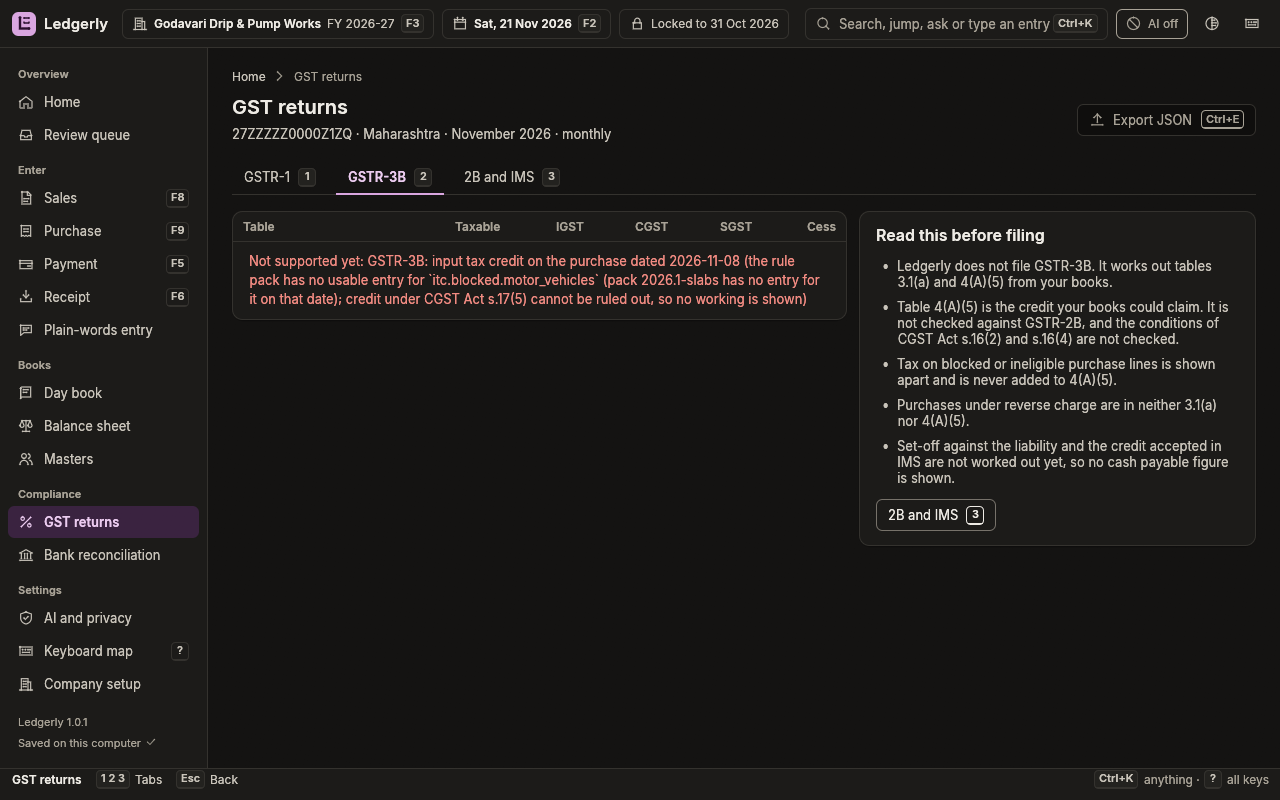 Ledgerly
Godavari Drip & Pump Works FY 2026-27 F3
Sat, 21 Nov 2026 F2
Locked to 31 Oct 2026
Search, jump, ask or type an entry Ctrl+K
AI off
Overview
Home
Review queue
Enter
Sales F8
Purchase F9
Payment F5
Receipt F6
Plain-words entry
Books
Day book
Balance sheet
Masters
Compliance
GST returns
Bank reconciliation
Settings
AI and privacy
Keyboard map ?
Company setup
Ledgerly 1.0.1
Saved on this computer
Home > GST returns
GST returns
27ZZZZZ0000Z1ZQ · Maharashtra · November 2026 · monthly
Export JSON Ctrl+E
GSTR-1 1 GSTR-3B 2 2B and IMS 3
Table Taxable IGST CGST SGST Cess
Not supported yet: GSTR-3B: input tax credit on the purchase dated 2026-11-08 (the rule
pack has no usable entry for `itc.blocked.motor_vehicles` (pack 2026.1-slabs has no entry for
it on that date); credit under CGST Act s.17(5) cannot be ruled out, so no working is shown)
Read this before filing
• Ledgerly does not file GSTR-3B. It works out tables
3.1(a) and 4(A)(5) from your books.
• Table 4(A)(5) is the credit your books could claim. It is
not checked against GSTR-2B, and the conditions of
CGST Act s.16(2) and s.16(4) are not checked.
• Tax on blocked or ineligible purchase lines is shown
apart and is never added to 4(A)(5).
• Purchases under reverse charge are in neither 3.1(a)
nor 4(A)(5).
• Set-off against the liability and the credit accepted in
IMS are not worked out yet, so no cash payable figure
is shown.
2B and IMS 3
GST returns 1 2 3 Tabs Esc Back
Ctrl+K anything · ? all keys